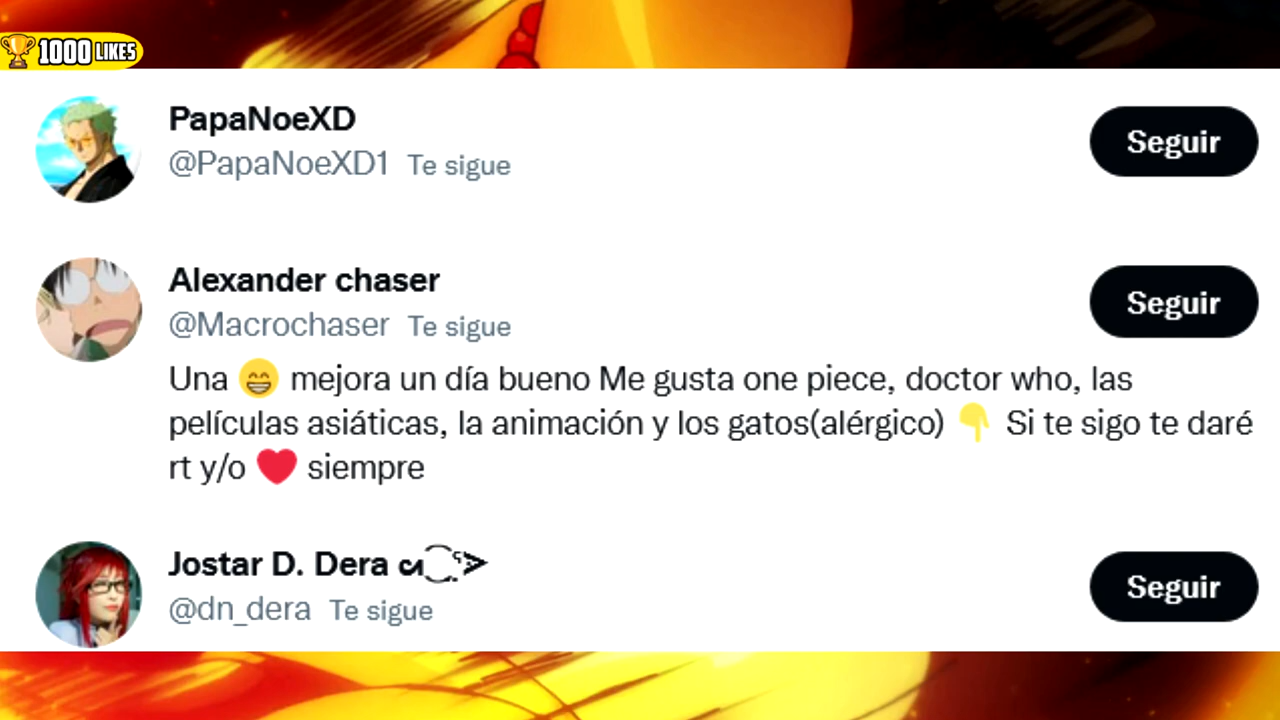 1000 LIKES
PapaNoeXD
@PapaNoeXD1 Te sigue
Seguir
Alexander chaser
@Macrochaser Te sigue
Seguir
Una 😁 mejora un día bueno Me gusta one piece, doctor who, las
películas asiáticas, la animación y los gatos(alérgico) 👇 Si te sigo te daré
rt y/o ❤️ siempre
Jostar D. Dera
@dn_dera Te sigue
Seguir